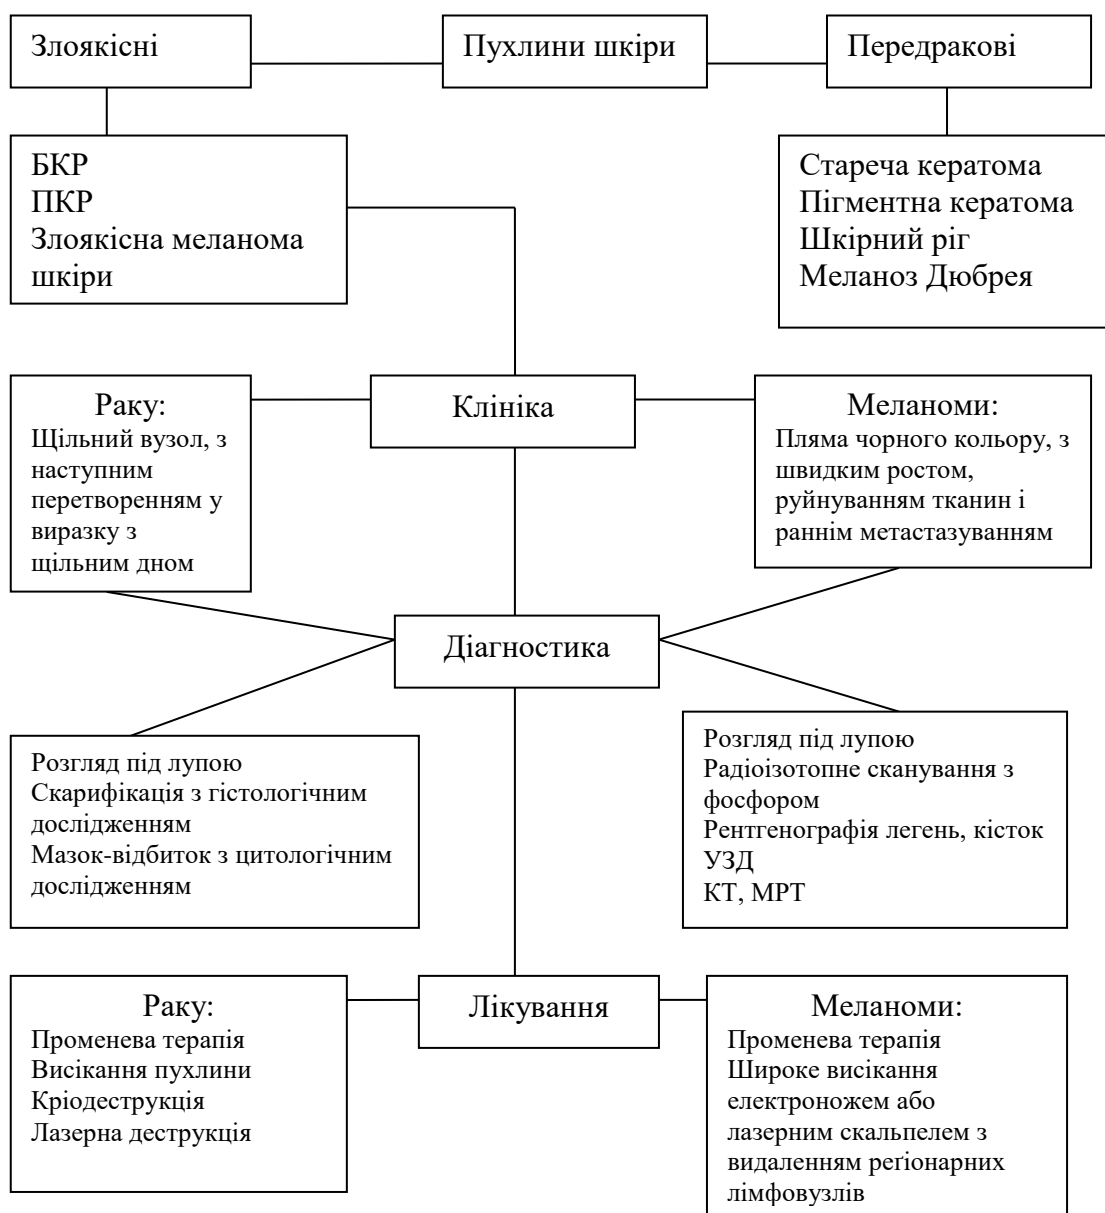 Злоякісні
Пухлини шкіри
Передракові
БКР
ПКР
Злоякісна меланома
шкіри
Стареча кератома
Пігментна кератома
Шкірний ріг
Меланоз Дюбрея
Раку:
Щільний вузол, з
наступним
перетворенням у
виразку з
щільним дном
Клініка
Меланоми:
Пляма чорного кольору, з
швидким ростом,
руйнуванням тканин і
раннім метастазуванням
Діагностика
Розгляд під лупою
Скарифікація з гістологічним
дослідженням
Мазок-відбиток з цитологічним
дослідженням
Розгляд під лупою
Радіоізотопне сканування з
фосфором
Рентгенографія легень, кісток
УЗД
КТ, МРТ
Раку:
Променева терапія
Висікання пухлини
Кріодеструкція
Лазерна деструкція
Лікування
Меланоми:
Променева терапія
Широке висікання
електроножем або
лазерним скальпелем з
видаленням реґіонарних
лімфовузлів